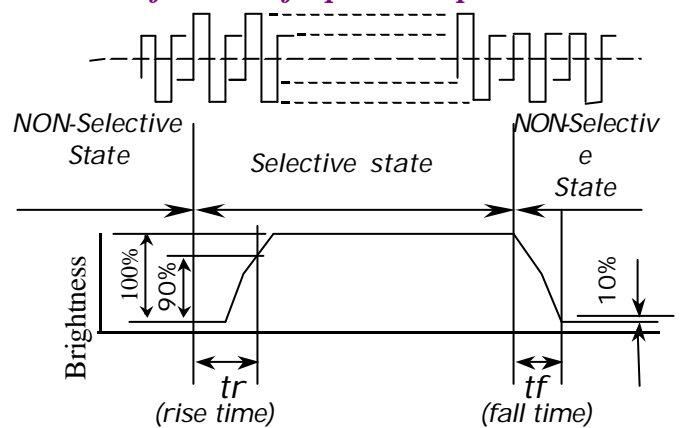 NON-Selective
State
Selective state
NON-Selectiv
e
State
Brightness
100%
90%
10%
tr
(rise time)
tf
(fall time)